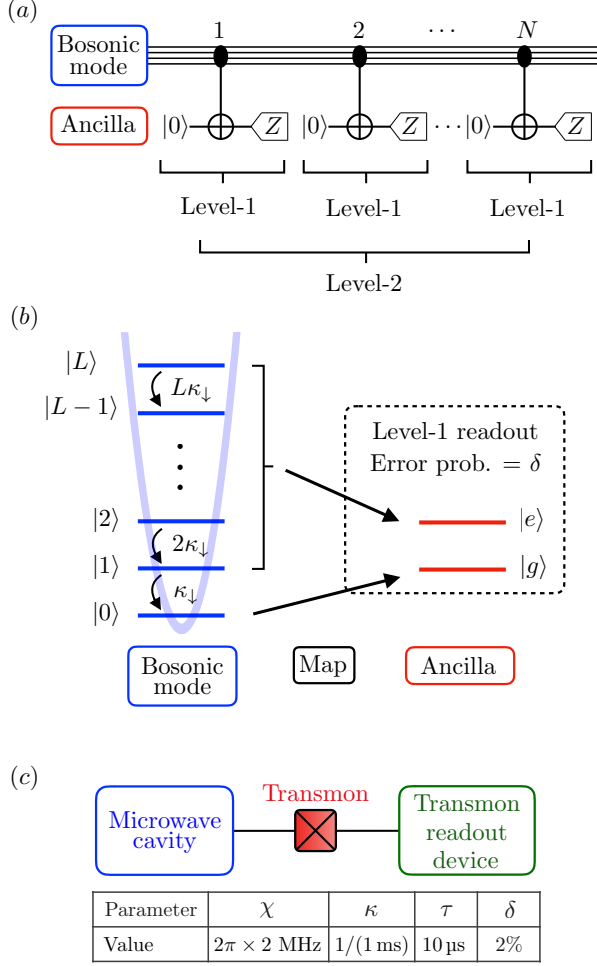 (a)
1 2 ⋯ N
Bosonic
mode
Ancilla
|0⟩ Z |0⟩ Z ⋯ |0⟩ Z
Level-1 Level-1 Level-1
Level-2
(b)
|L⟩
Lκ↓
|L − 1⟩
|2⟩
2κ↓
|1⟩
κ↓
|0⟩
Level-1 readout
Error prob. = δ
|e⟩
|g⟩
Bosonic
mode
Map
Ancilla
(c)
Microwave
cavity
Transmon
Transmon
readout
device
Parameter χ κ τ δ
Value 2π × 2 MHz 1/(1 ms) 10 µs 2%